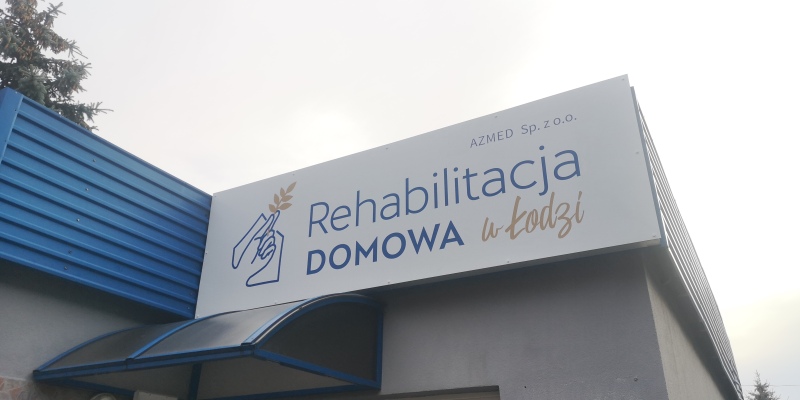 AZMED Sp. z o.o.
Rehabilitacja
DOMOWA w Łodzi